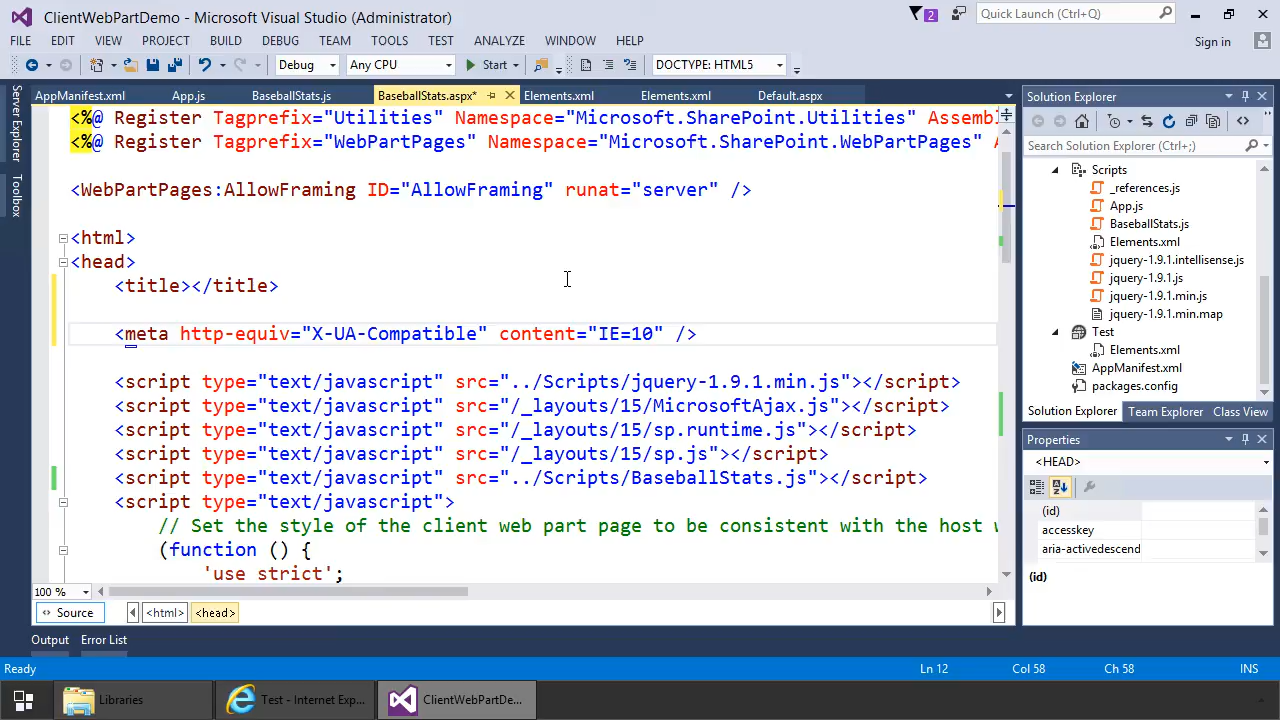 ClientWebPartDemo - Microsoft Visual Studio (Administrator)
2
Quick Launch (Ctrl+Q)
FILE EDIT VIEW PROJECT BUILD DEBUG TEAM TOOLS TEST ANALYZE WINDOW HELP
Sign in
Debug Any CPU Start DOCTYPE: HTML5
Server Explorer
Toolbox
AppManifest.xml App.js BaseballStats.js BaseballStats.aspx* Elements.xml Elements.xml Default.aspx
<%@ Register Tagprefix="Utilities" Namespace="Microsoft.SharePoint.Utilities" Assembl
<%@ Register Tagprefix="WebPartPages" Namespace="Microsoft.SharePoint.WebPartPages" A
<WebPartPages:AllowFraming ID="AllowFraming" runat="server" />
<html>
<head>
<title></title>
<meta http-equiv="X-UA-Compatible" content="IE=10" />
<script type="text/javascript" src="../Scripts/jquery-1.9.1.min.js"></script>
<script type="text/javascript" src="/_layouts/15/MicrosoftAjax.js"></script>
<script type="text/javascript" src="/_layouts/15/sp.runtime.js"></script>
<script type="text/javascript" src="/_layouts/15/sp.js"></script>
<script type="text/javascript" src="../Scripts/BaseballStats.js"></script>
<script type="text/javascript">
// Set the style of the client web part page to be consistent with the host w
(function () {
'use strict';
100 %
Source <html> <head>
Output Error List
Solution Explorer
Search Solution Explorer (Ctrl+;)
Scripts
_references.js
App.js
BaseballStats.js
Elements.xml
jquery-1.9.1.intellisense.js
jquery-1.9.1.js
jquery-1.9.1.min.js
jquery-1.9.1.min.map
Test
Elements.xml
AppManifest.xml
packages.config
Solution Explorer Team Explorer Class View
Properties
<HEAD>
(id)
accesskey
aria-activedescend
(id)
Ready Ln 12 Col 58 Ch 58 INS
Libraries Test - Internet Exp... ClientWebPartDe...